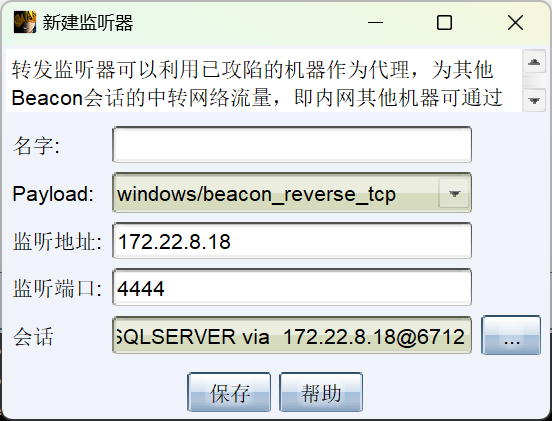 新建监听器
转发监听器可以利用已攻陷的机器作为代理，为其他
Beacon会话的中转网络流量，即内网其他机器可通过
名字:
Payload: windows/beacon_reverse_tcp
监听地址: 172.22.8.18
监听端口: 4444
会话 SQLSERVER via 172.22.8.18@6712 ...
保存 帮助